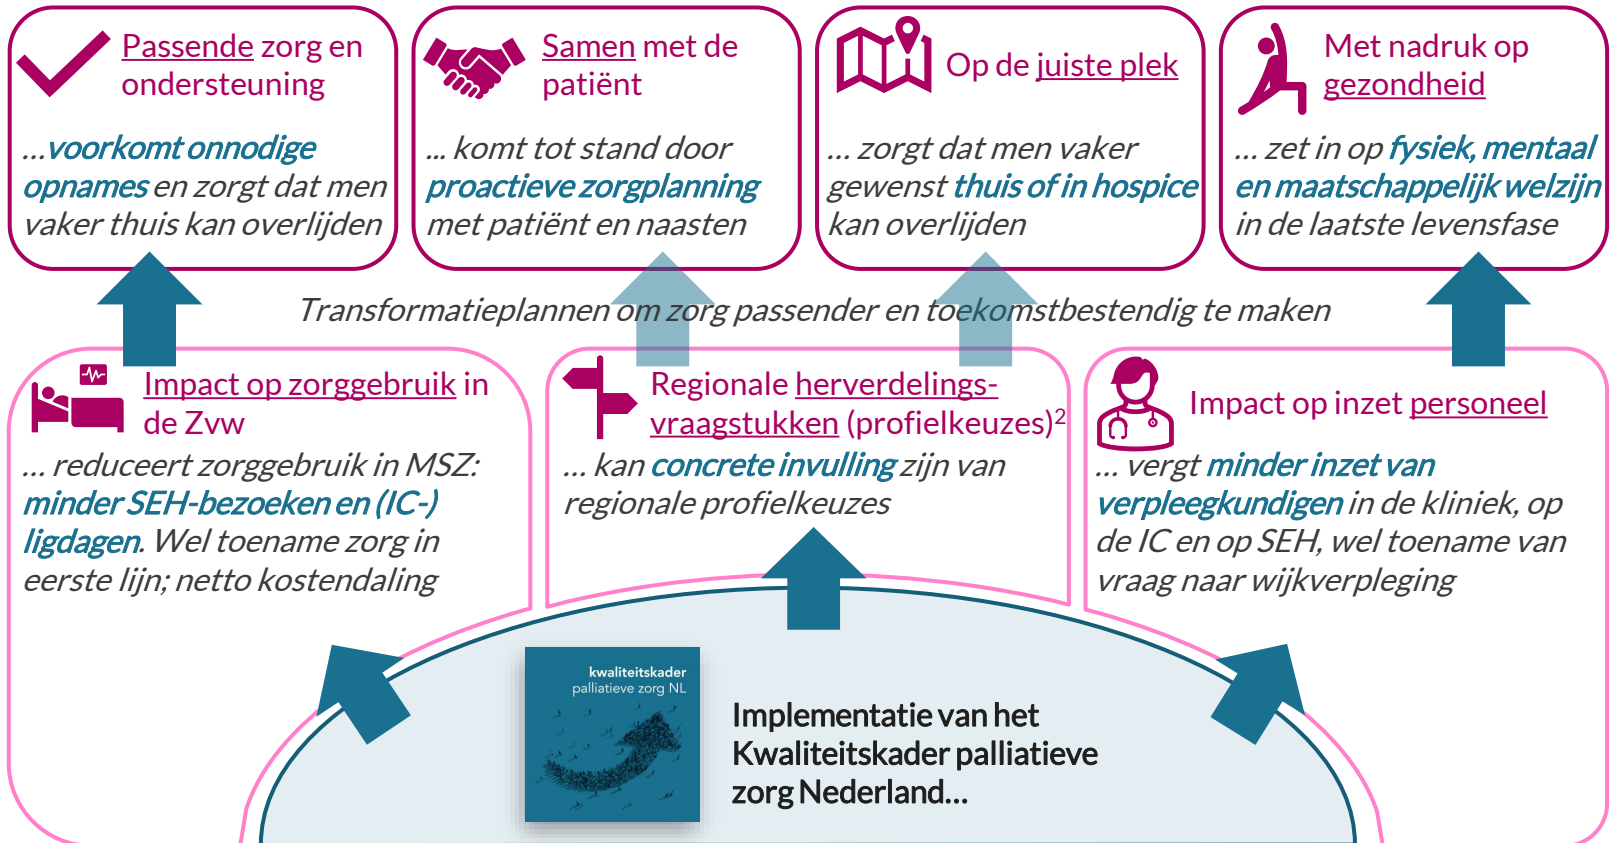 Passende zorg en
ondersteuning
…voorkomt onnodige
opnames en zorgt dat men
vaker thuis kan overlijden
Samen met de
patiënt
... komt tot stand door
proactieve zorgplanning
met patiënt en naasten
Op de juiste plek
... zorgt dat men vaker
gewenst thuis of in hospice
kan overlijden
Met nadruk op
gezondheid
... zet in op fysiek, mentaal
en maatschappelijk welzijn
in de laatste levensfase
Transformatieplannen om zorg passender en toekomstbestendig te maken
Impact op zorggebruik in
de Zvw
... reduceert zorggebruik in MSZ:
minder SEH-bezoeken en (IC-)
ligdagen. Wel toename zorg in
eerste lijn; netto kostendaling
Regionale herverdelings-
vraagstukken (profielkeuzes)²
... kan concrete invulling zijn van
regionale profielkeuzes
Impact op inzet personeel
... vergt minder inzet van
verpleegkundigen in de kliniek, op
de IC en op SEH, wel toename van
vraag naar wijkverpleging
kwaliteitskader
palliatieve zorg NL
Implementatie van het
Kwaliteitskader palliatieve
zorg Nederland…